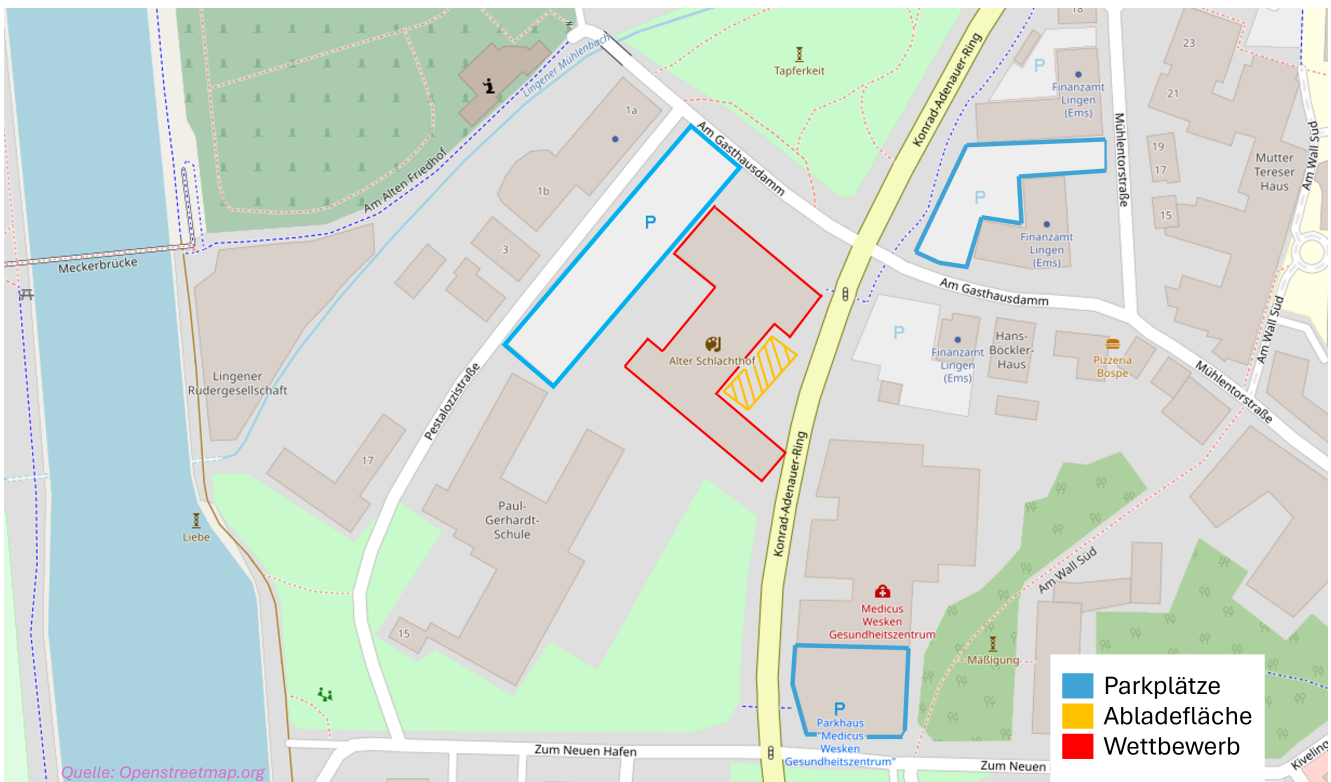 18
23
Lingener Mühlenbach
Tapferkeit
P
Finanzamt
Lingen
(Ems)
21
1a
Am Gasthausdamm
Konrad-Adenauer-Ring
Mühlentorstraße
Am Wall Sud
19
17
Mutter
Tereser
Haus
Am Alten Friedhof
1b
P
P
15
3
Finanzamt
Lingen
(Ems)
Meckerbrücke
Am Gasthausdamm
Am Wall Sud
P
Hans-
Böckler-
Haus
Finanzamt
Lingen
(Ems)
Pizzeria
Bospe
Alter Schlachthof
Lingener
Rudergesellschaft
Pestalozzistraße
Mühlentorstraße
17
Konrad-Adenauer-Ring
Paul-
Gerhardt-
Schule
Liebe
Am Wall Süd
Medicus
Wesken
Gesundheitszentrum
15
Mäßigung
P
Parkhaus
"Medicus
Wesken
Gesundheitszentrum"
Zum Neuen Hafen
Zum Neuen
Kiveling
Parkplätze
Abladefläche
Wettbewerb
Quelle: Openstreetmap.org